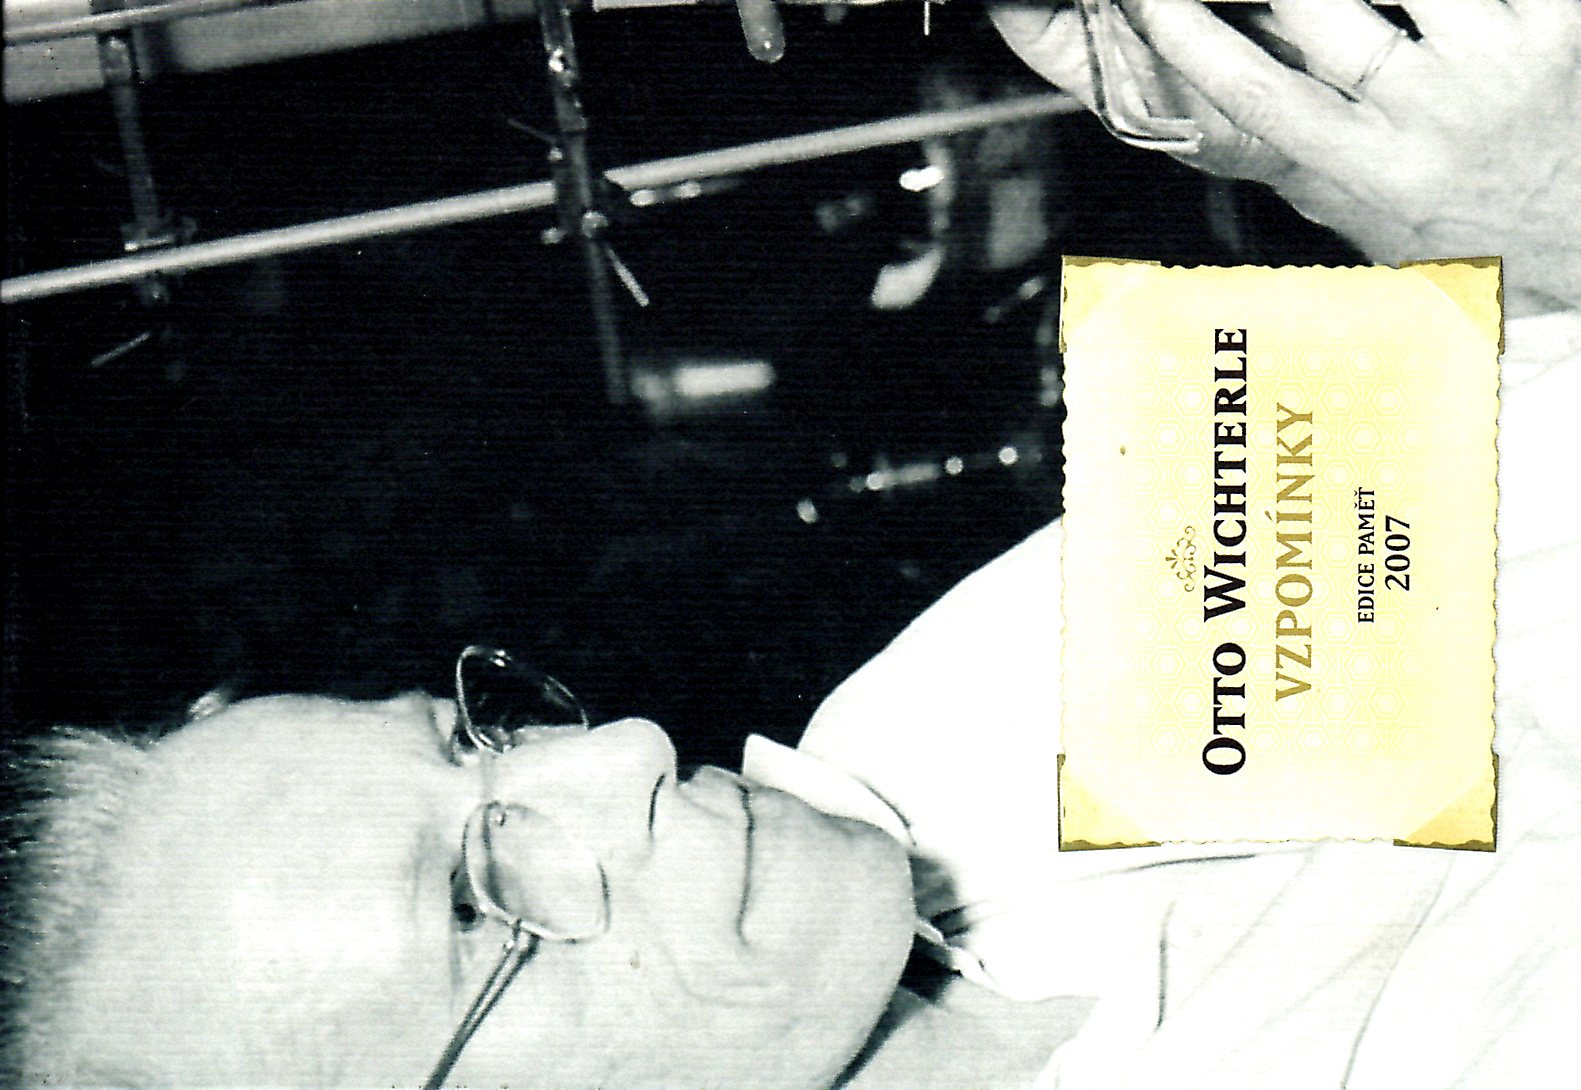 OTTO WICHTERLE
VZPOMÍNKY
EDICE PAMĚŤ
2007